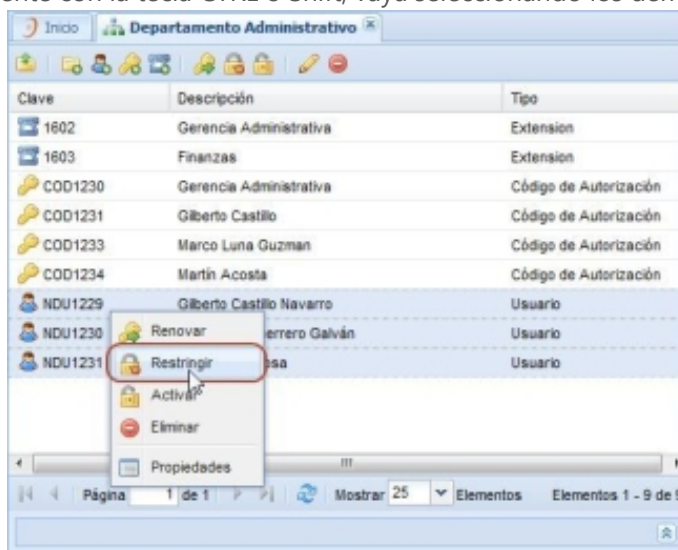 con la tecla CTRL o Shift, vaya seleccionando los
Inicio Departamento Administrativo
Clave Descripción Tipo
1602 Gerencia Administrativa Extension
1603 Finanzas Extension
COD1230 Gerencia Administrativa Código de Autorización
COD1231 Gilberto Castillo Código de Autorización
COD1233 Marco Luna Guzman Código de Autorización
COD1234 Martín Acosta Código de Autorización
NDU1229 Gilberto Castillo Navarro Usuario
NDU1230 Renovar errero Galván Usuario
NDU1231 Restringir osa Usuario
Activar
Eliminar
Propiedades
Página 1 de 1 Mostrar 25 Elementos Elementos 1 - 9 de 9